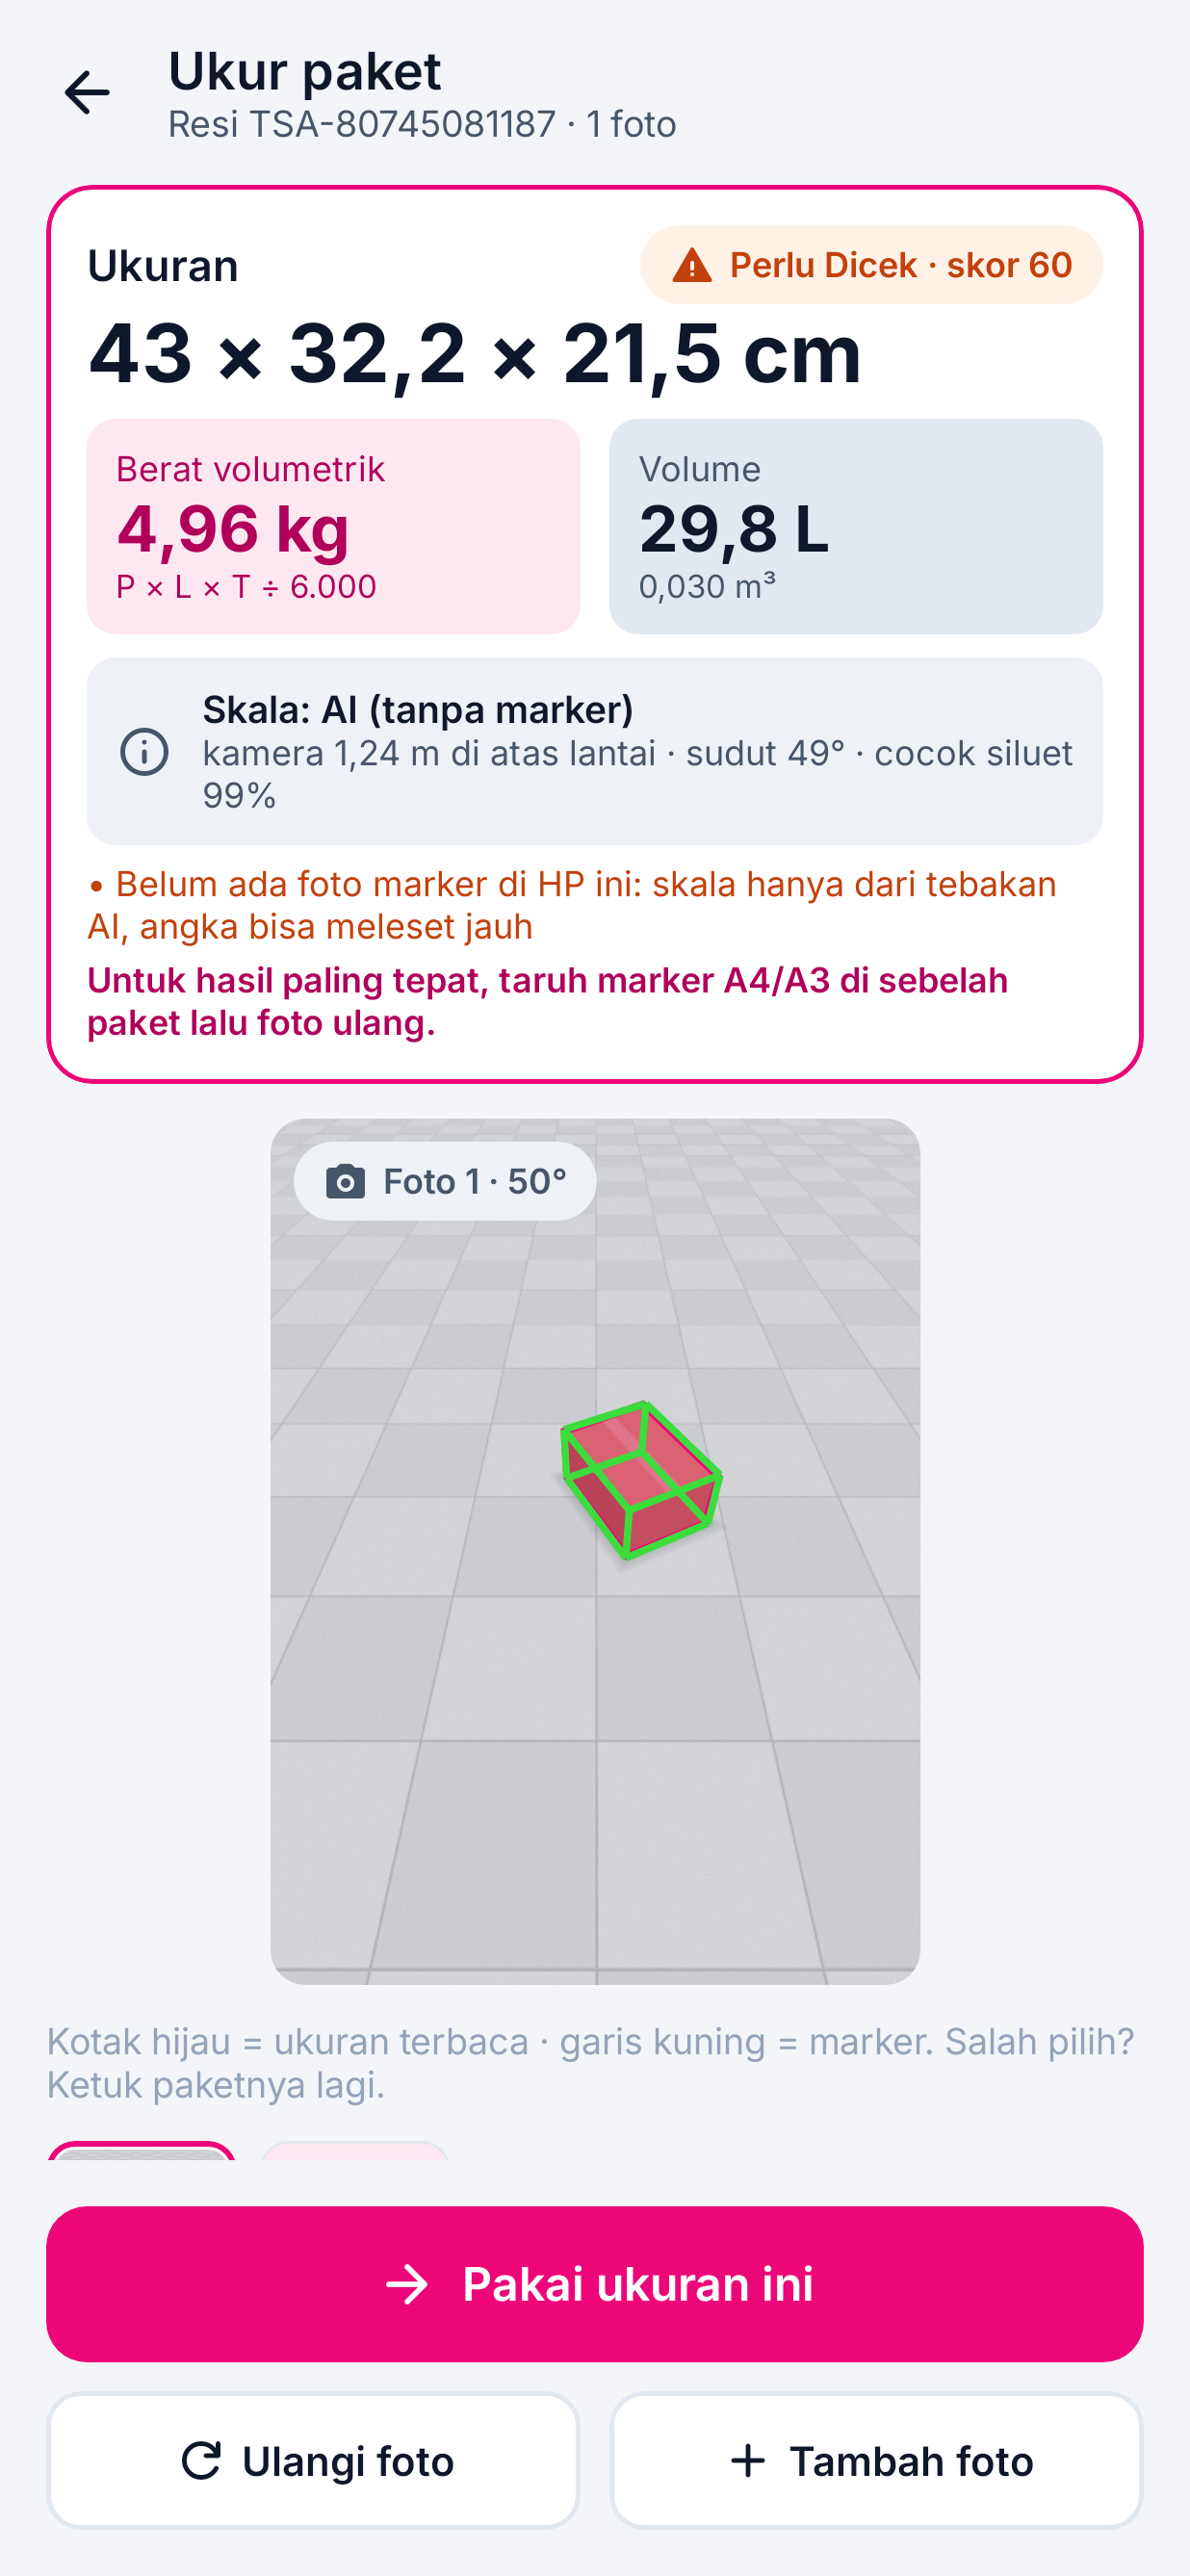 Ukur paket
Resi TSA-80745081187 · 1 foto
Ukuran
Perlu Dicek · skor 60
43 × 32,2 × 21,5 cm
Berat volumetrik
4,96 kg
P × L × T ÷ 6.000
Volume
29,8 L
0,030 m³
Skala: AI (tanpa marker)
kamera 1,24 m di atas lantai · sudut 49° · cocok siluet
99%
• Belum ada foto marker di HP ini: skala hanya dari tebakan
AI, angka bisa meleset jauh
Untuk hasil paling tepat, taruh marker A4/A3 di sebelah
paket lalu foto ulang.
Foto 1 · 50°
Kotak hijau = ukuran terbaca · garis kuning = marker. Salah pilih?
Ketuk paketnya lagi.
Pakai ukuran ini
Ulangi foto
Tambah foto